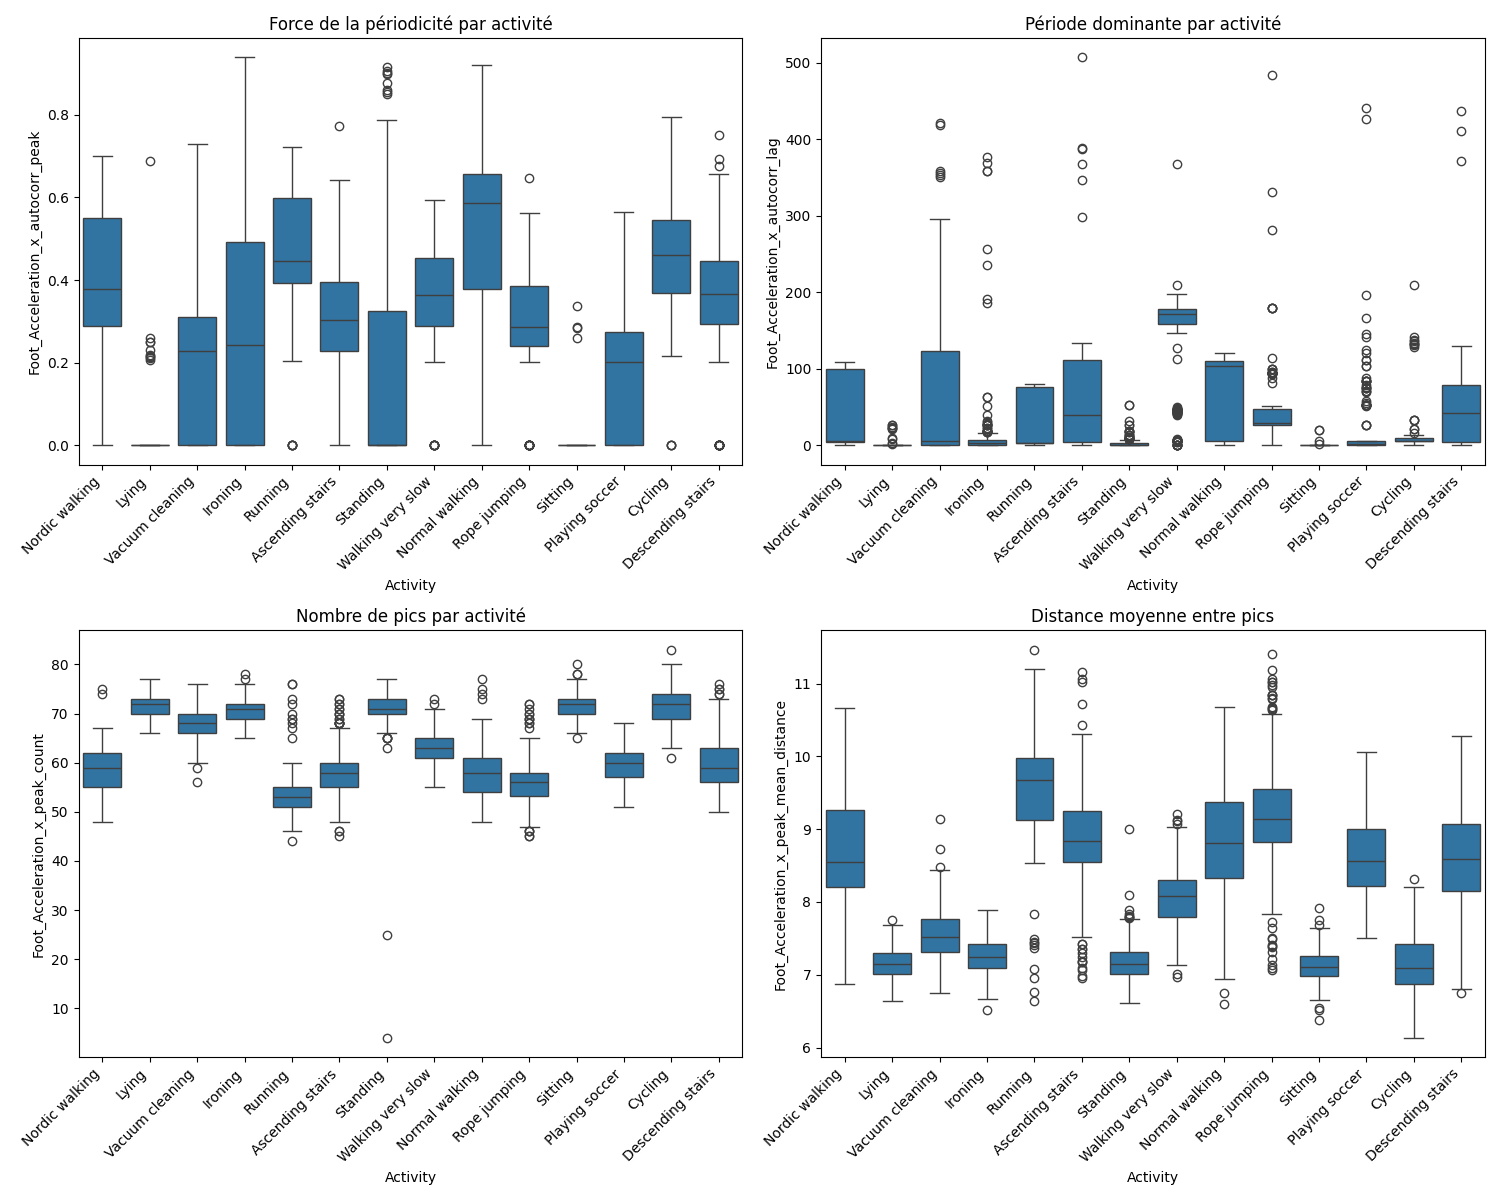 Force de la périodicité par activité
Foot_Acceleration_x_autocorr_peak
0.8
0.6
0.4
0.2
0.0
Nordic walking
Lying
Vacuum cleaning
Ironing
Running
Ascending stairs
Standing
Walking very slow
Normal walking
Rope jumping
Sitting
Playing soccer
Cycling
Descending stairs
Activity
Période dominante par activité
Foot_Acceleration_x_autocorr_lag
500
400
300
200
100
0
Nordic walking
Lying
Vacuum cleaning
Ironing
Running
Ascending stairs
Standing
Walking very slow
Normal walking
Rope jumping
Sitting
Playing soccer
Cycling
Descending stairs
Activity
Nombre de pics par activité
Foot_Acceleration_x_peak_count
80
70
60
50
40
30
20
10
Nordic walking
Lying
Vacuum cleaning
Ironing
Running
Ascending stairs
Standing
Walking very slow
Normal walking
Rope jumping
Sitting
Playing soccer
Cycling
Descending stairs
Activity
Distance moyenne entre pics
Foot_Acceleration_x_peak_mean_distance
11
10
9
8
7
6
Nordic walking
Lying
Vacuum cleaning
Ironing
Running
Ascending stairs
Standing
Walking very slow
Normal walking
Rope jumping
Sitting
Playing soccer
Cycling
Descending stairs
Activity